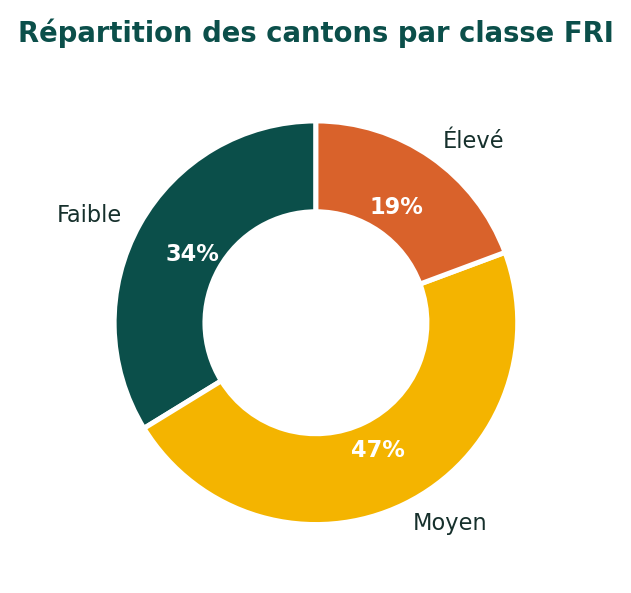 Répartition des cantons par classe FRI
Élevé
19%
Faible
34%
47%
Moyen